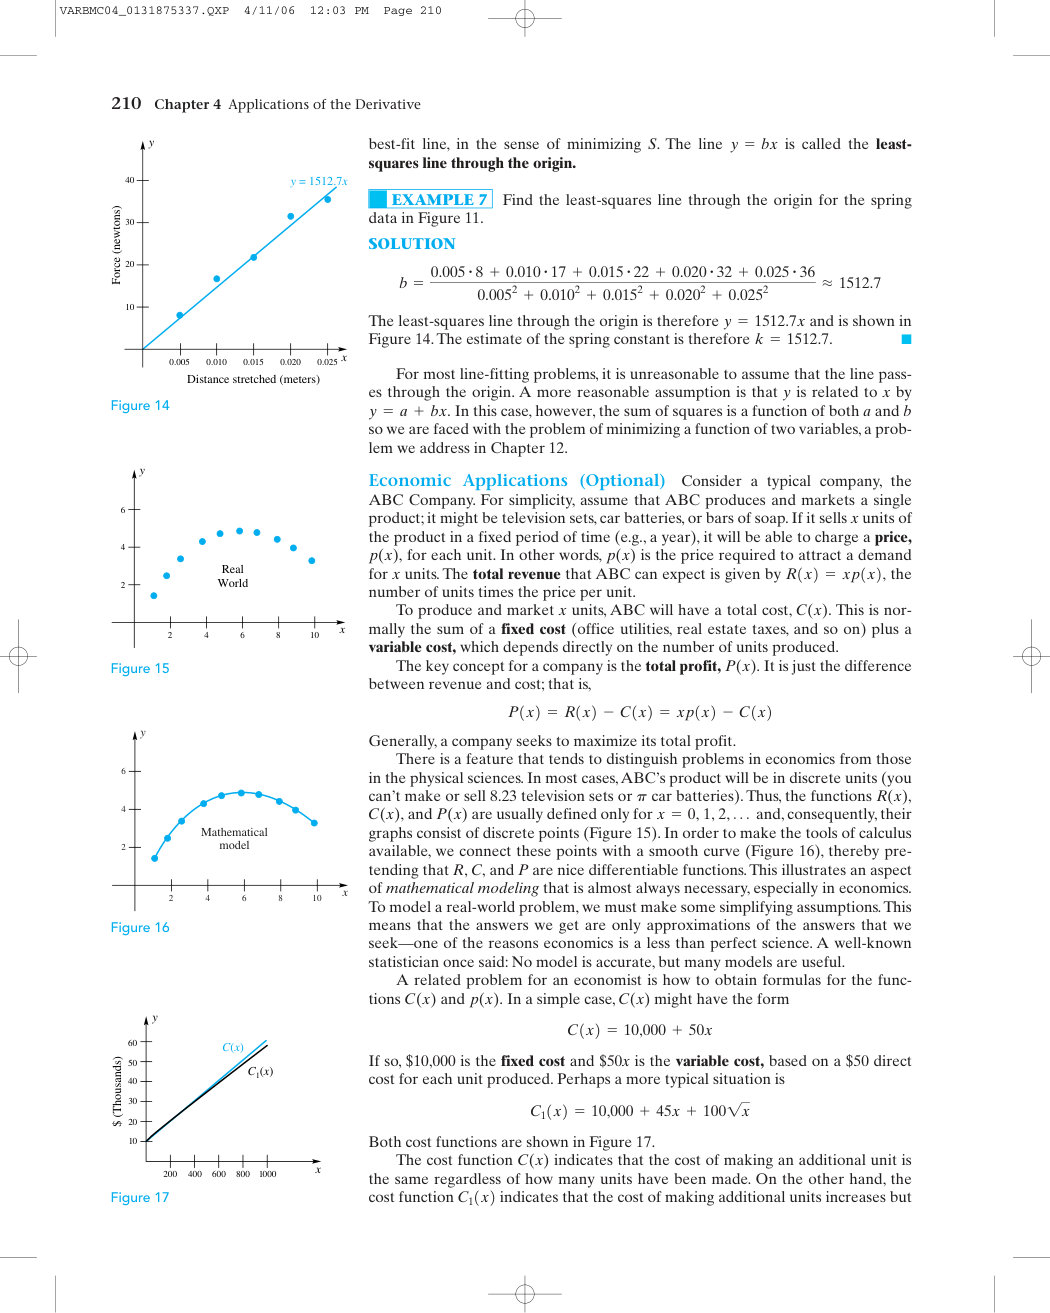 VARBMC04_0131875337.QXP 4/11/06 12:03 PM Page 210
210 Chapter 4 Applications of the Derivative
y
40
30
20
10
y = 1512.7x
Force (newtons)
0.005 0.010 0.015 0.020 0.025 x
Distance stretched (meters)
Figure 14
y
6
4
2
Real
World
2 4 6 8 10 x
Figure 15
y
6
4
2
Mathematical
model
2 4 6 8 10 x
Figure 16
y
60
50
40
30
20
10
$ (Thousands)
C(x)
C₁(x)
200 400 600 800 1000 x
Figure 17
best-fit line, in the sense of minimizing S. The line y = bx is called the least-
squares line through the origin.
EXAMPLE 7 Find the least-squares line through the origin for the spring
data in Figure 11.
SOLUTION
b = (0.005 · 8 + 0.010 · 17 + 0.015 · 22 + 0.020 · 32 + 0.025 · 36) / (0.005² + 0.010² + 0.015² + 0.020² + 0.025²) ≈ 1512.7
The least-squares line through the origin is therefore y = 1512.7x and is shown in
Figure 14. The estimate of the spring constant is therefore k = 1512.7.
For most line-fitting problems, it is unreasonable to assume that the line pass-
es through the origin. A more reasonable assumption is that y is related to x by
y = a + bx. In this case, however, the sum of squares is a function of both a and b
so we are faced with the problem of minimizing a function of two variables, a prob-
lem we address in Chapter 12.
Economic Applications (Optional) Consider a typical company, the
ABC Company. For simplicity, assume that ABC produces and markets a single
product; it might be television sets, car batteries, or bars of soap. If it sells x units of
the product in a fixed period of time (e.g., a year), it will be able to charge a price,
p(x), for each unit. In other words, p(x) is the price required to attract a demand
for x units. The total revenue that ABC can expect is given by R(x) = xp(x), the
number of units times the price per unit.
To produce and market x units, ABC will have a total cost, C(x). This is nor-
mally the sum of a fixed cost (office utilities, real estate taxes, and so on) plus a
variable cost, which depends directly on the number of units produced.
The key concept for a company is the total profit, P(x). It is just the difference
between revenue and cost; that is,
P(x) = R(x) − C(x) = xp(x) − C(x)
Generally, a company seeks to maximize its total profit.
There is a feature that tends to distinguish problems in economics from those
in the physical sciences. In most cases, ABC's product will be in discrete units (you
can't make or sell 8.23 television sets or π car batteries). Thus, the functions R(x),
C(x), and P(x) are usually defined only for x = 0, 1, 2, . . . and, consequently, their
graphs consist of discrete points (Figure 15). In order to make the tools of calculus
available, we connect these points with a smooth curve (Figure 16), thereby pre-
tending that R, C, and P are nice differentiable functions. This illustrates an aspect
of mathematical modeling that is almost always necessary, especially in economics.
To model a real-world problem, we must make some simplifying assumptions. This
means that the answers we get are only approximations of the answers that we
seek—one of the reasons economics is a less than perfect science. A well-known
statistician once said: No model is accurate, but many models are useful.
A related problem for an economist is how to obtain formulas for the func-
tions C(x) and p(x). In a simple case, C(x) might have the form
C(x) = 10,000 + 50x
If so, $10,000 is the fixed cost and $50x is the variable cost, based on a $50 direct
cost for each unit produced. Perhaps a more typical situation is
C₁(x) = 10,000 + 45x + 100√x
Both cost functions are shown in Figure 17.
The cost function C(x) indicates that the cost of making an additional unit is
the same regardless of how many units have been made. On the other hand, the
cost function C₁(x) indicates that the cost of making additional units increases but